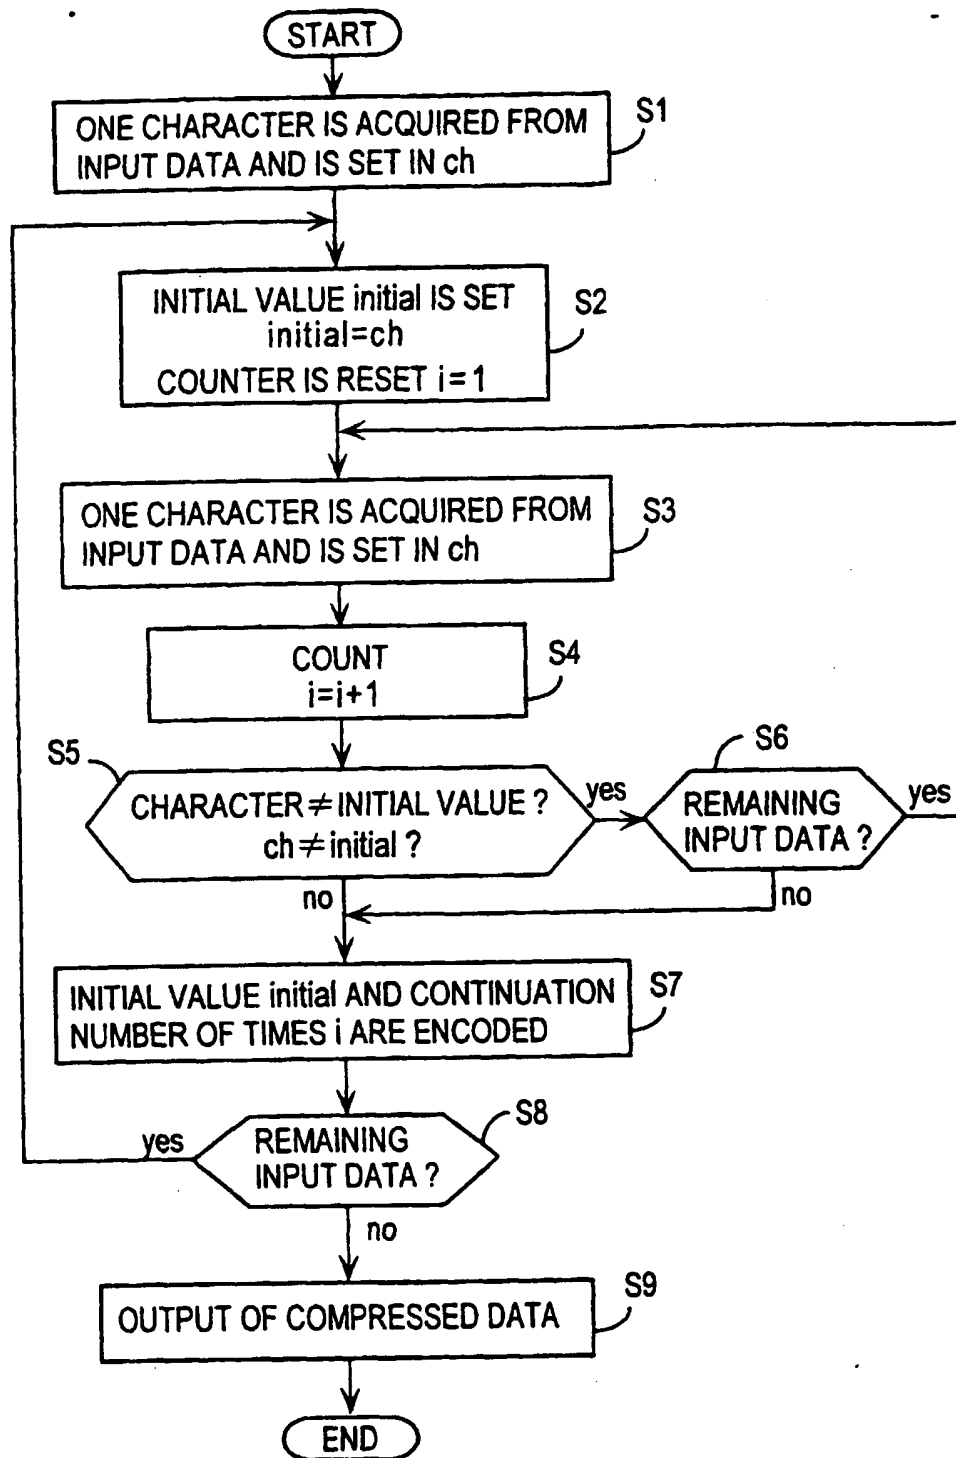 START
ONE CHARACTER IS ACQUIRED FROM
INPUT DATA AND IS SET IN ch
S1
INITIAL VALUE initial IS SET
initial=ch
COUNTER IS RESET i=1
S2
ONE CHARACTER IS ACQUIRED FROM
INPUT DATA AND IS SET IN ch
S3
COUNT
i=i+1
S4
S5
CHARACTER≠INITIAL VALUE ?
ch≠initial ?
yes
no
S6
REMAINING
INPUT DATA ?
yes
no
INITIAL VALUE initial AND CONTINUATION
NUMBER OF TIMES i ARE ENCODED
S7
REMAINING
INPUT DATA ?
S8
yes
no
OUTPUT OF COMPRESSED DATA
S9
END